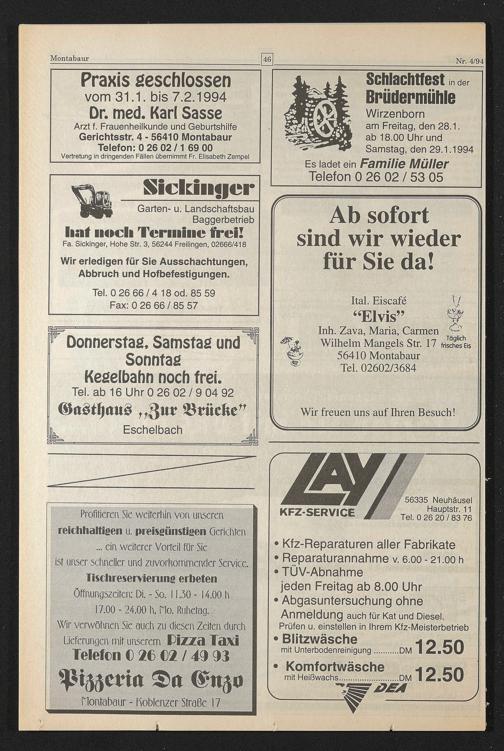 Montabaur
46
Nr. 4/94
Praxis geschlossen
vom 31.1. bis 7.2.1994
Dr. med. Karl Sasse
Arzt f. Frauenheilkunde und Geburtshilfe
Gerichtsstr. 4 - 56410 Montabaur
Telefon: 0 26 02 / 1 69 00
Vertretung in dringenden Fällen übernimmt Fr. Elisabeth Zempel
Sickinger
Garten- u. Landschaftsbau
Baggerbetrieb
hat noch Termine frei!
Fa. Sickinger, Hohe Str. 3, 56244 Freilingen, 02666/418
Wir erledigen für Sie Ausschachtungen,
Abbruch und Hofbefestigungen.
Tel. 0 26 66 / 4 18 od. 85 59
Fax: 0 26 66 / 85 57
Donnerstag, Samstag und
Sonntag
Kegelbahn noch frei.
Tel. ab 16 Uhr 0 26 02 / 9 04 92
Gasthaus „Zur Brücke”
Eschelbach
Profitieren Sie weiterhin von unseren
reichhaltigen u. preisgünstigen Gerichten
... ein weiterer Vorteil für Sie
ist unser schneller und zuvorkommender Service.
Tischreservierung erbeten
Öffnungszeiten: Di. - So. 11.30 - 14.00 h
17.00 - 24.00 h, Mo. Ruhetag.
Wir verwöhnen Sie auch zu diesen Zeiten durch
Lieferungen mit unserem Pizza Taxi
Telefon 0 26 02 / 49 93
Pizzeria Da Enzo
Montabaur - Koblenzer Straße 17
Schlachtfest in der
Brüdermühle
Wirzenborn
am Freitag, den 28.1.
ab 18.00 Uhr und
Samstag, den 29.1.1994
Es ladet ein Familie Müller
Telefon 0 26 02 / 53 05
Ab sofort
sind wir wieder
für Sie da!
Ital. Eiscafé
“Elvis”
Inh. Zava, Maria, Carmen
Wilhelm Mangels Str. 17
56410 Montabaur
Tel. 02602/3684
Täglich
frisches Eis
Wir freuen uns auf Ihren Besuch!
LAY
KFZ-SERVICE
56335 Neuhäusel
Hauptstr. 11
Tel. 0 26 20 / 83 76
• Kfz-Reparaturen aller Fabrikate
• Reparaturannahme v. 6.00 - 21.00 h
• TÜV-Abnahme
jeden Freitag ab 8.00 Uhr
• Abgasuntersuchung ohne
Anmeldung auch für Kat und Diesel.
Prüfen u. einstellen in Ihrem Kfz-Meisterbetrieb
• Blitzwäsche
mit Unterbodenreinigung ..........DM 12.50
• Komfortwäsche
mit Heißwachs........................DM 12.50
DEA